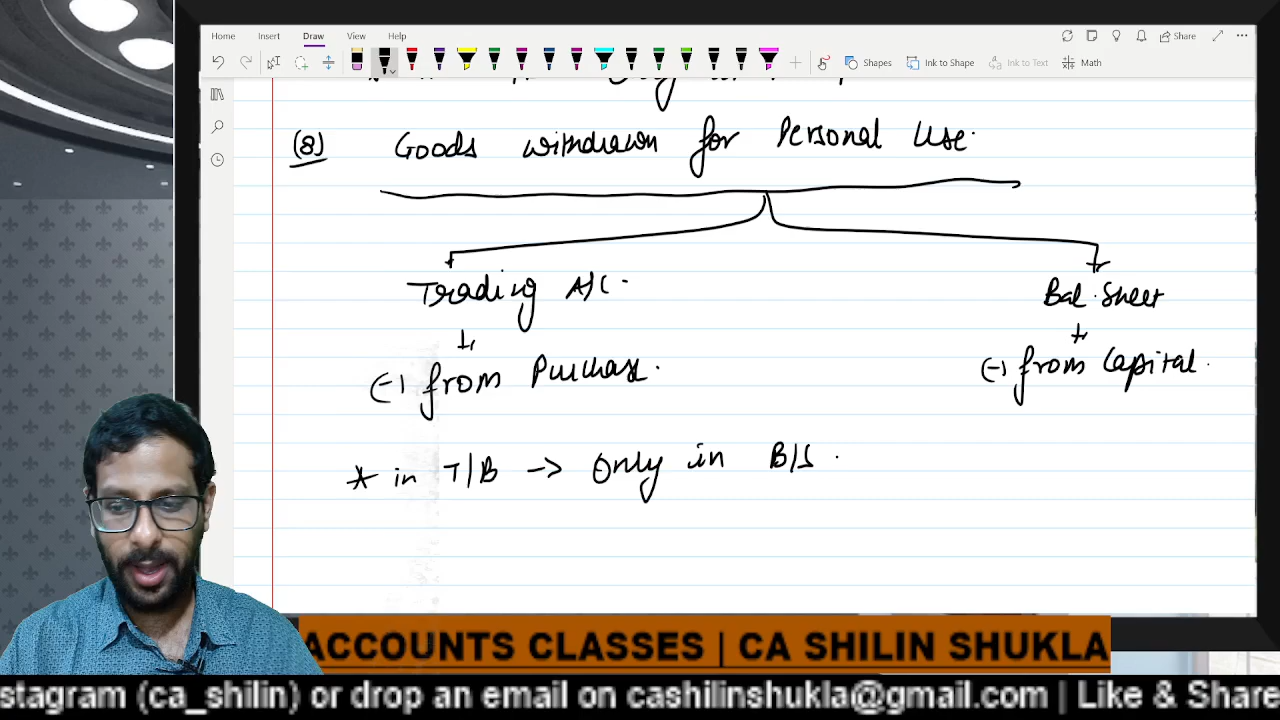 Home Insert Draw View Help Share
Shapes Ink to Shape Ink to Text Math
(8) Goods withdrawn for Personal Use.
Trading A/C. Bal. Sheet
(-) from Purchase. (-) from Capital.
* in T/B -> Only in B/S.
ACCOUNTS CLASSES | CA SHILIN SHUKLA
stagram (ca_shilin) or drop an email on cashilinshukla@gmail.com | Like & Share